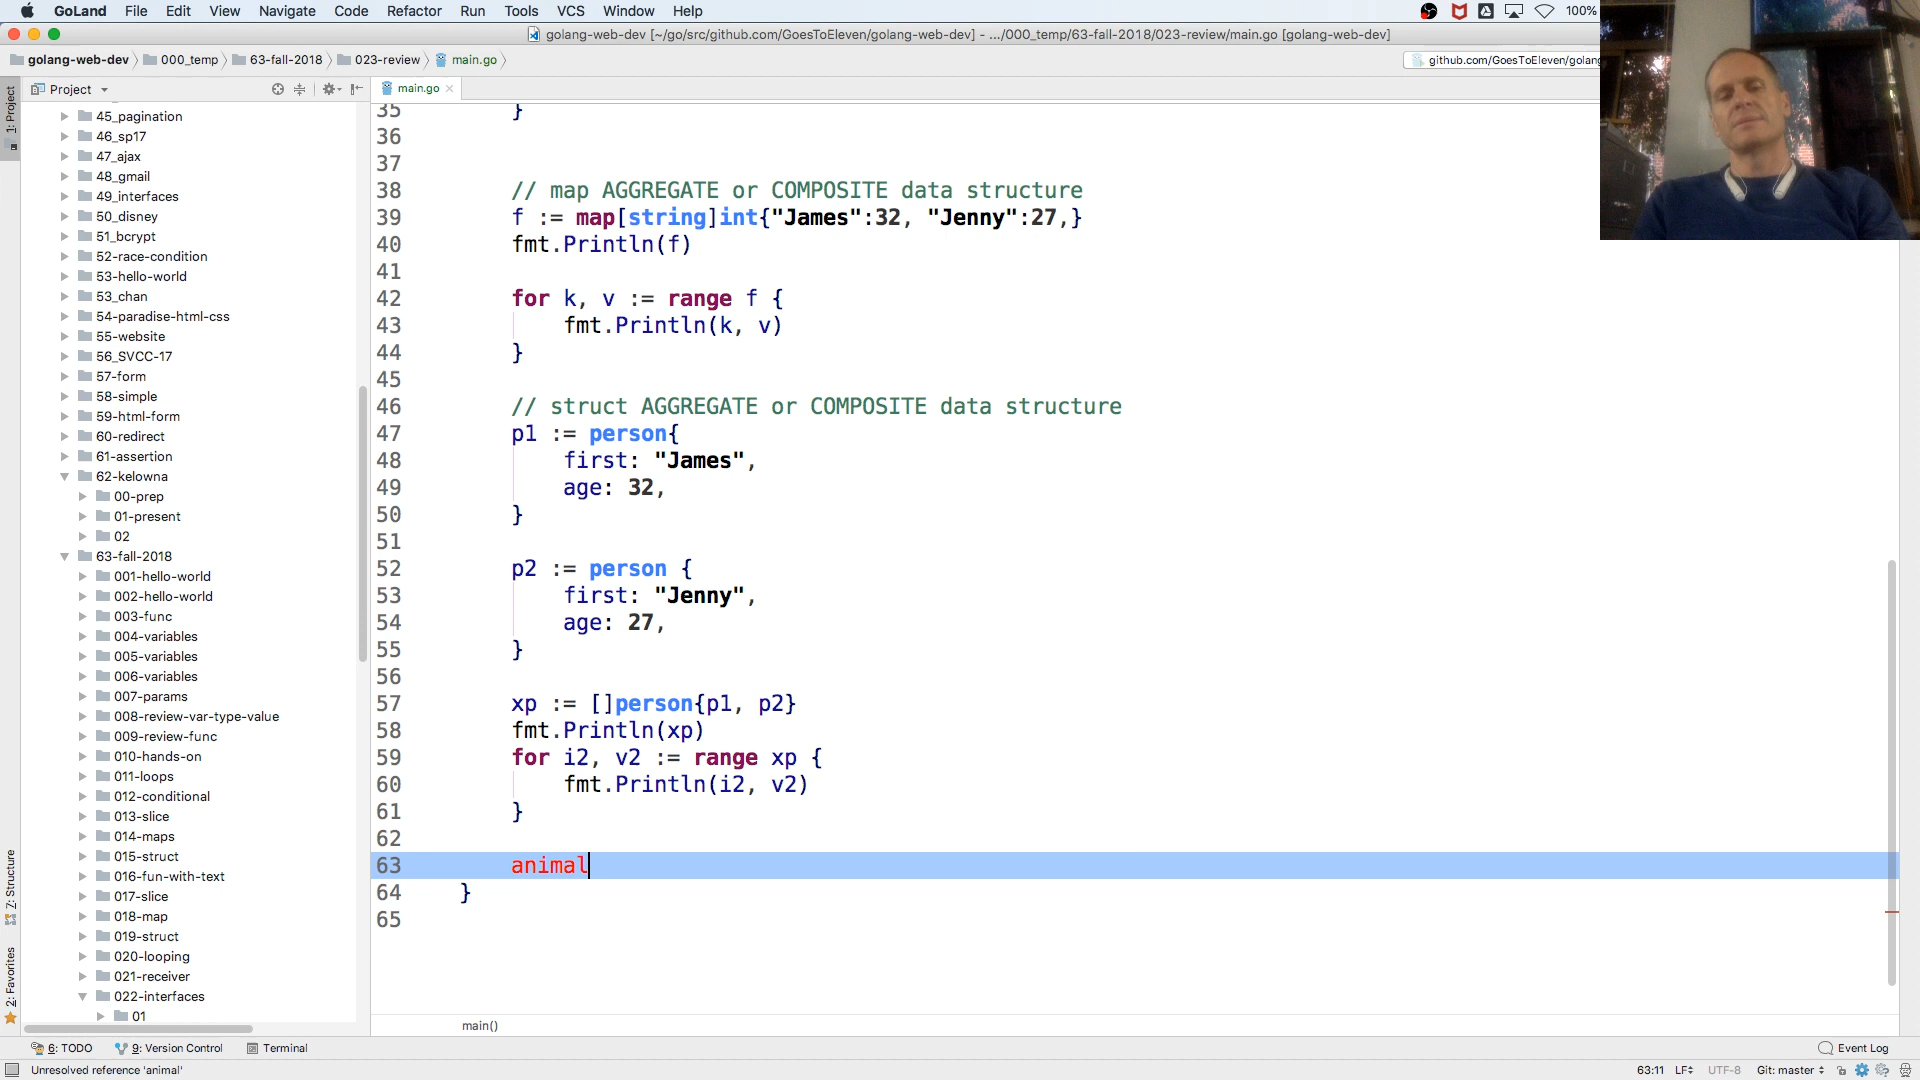 GoLand File Edit View Navigate Code Refactor Run Tools VCS Window Help 100%
golang-web-dev [~/go/src/github.com/GoesToEleven/golang-web-dev] - .../000_temp/63-fall-2018/023-review/main.go [golang-web-dev]
golang-web-dev 000_temp 63-fall-2018 023-review main.go github.com/GoesToEleven/golang
Project main.go
1: Project
45_pagination
46_sp17
47_ajax
48_gmail
49_interfaces
50_disney
51_bcrypt
52-race-condition
53-hello-world
53_chan
54-paradise-html-css
55-website
56_SVCC-17
57-form
58-simple
59-html-form
60-redirect
61-assertion
62-kelowna
00-prep
01-present
02
63-fall-2018
001-hello-world
002-hello-world
003-func
004-variables
005-variables
006-variables
007-params
008-review-var-type-value
009-review-func
010-hands-on
011-loops
012-conditional
013-slice
014-maps
015-struct
016-fun-with-text
017-slice
018-map
019-struct
020-looping
021-receiver
022-interfaces
01
7: Structure
2: Favorites
35 }
36
37
38 // map AGGREGATE or COMPOSITE data structure
39 f := map[string]int{"James":32, "Jenny":27,}
40 fmt.Println(f)
41
42 for k, v := range f {
43 fmt.Println(k, v)
44 }
45
46 // struct AGGREGATE or COMPOSITE data structure
47 p1 := person{
48 first: "James",
49 age: 32,
50 }
51
52 p2 := person {
53 first: "Jenny",
54 age: 27,
55 }
56
57 xp := []person{p1, p2}
58 fmt.Println(xp)
59 for i2, v2 := range xp {
60 fmt.Println(i2, v2)
61 }
62
63 animal
64 }
65
main()
6: TODO 9: Version Control Terminal Event Log
Unresolved reference 'animal' 63:11 LF UTF-8 Git: master